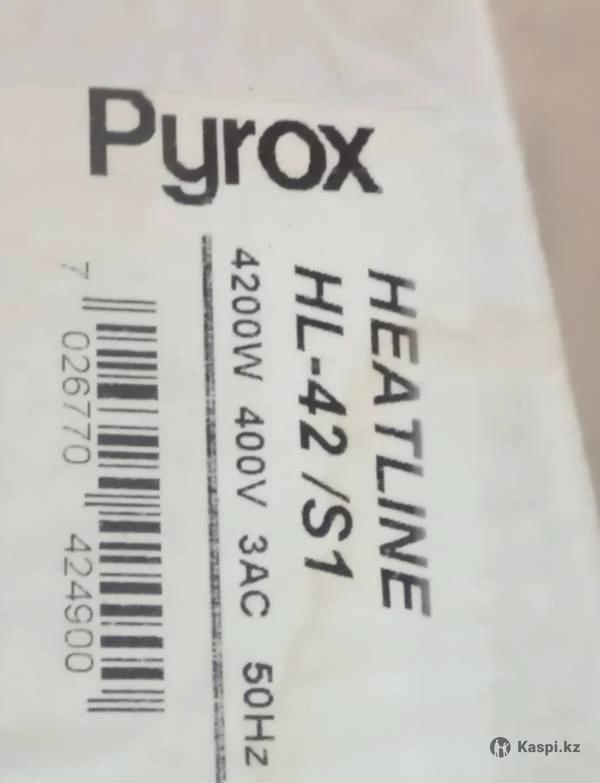 Pyrox
HEATLINE
HL-42 /S1
4200W 400V 3AC 50Hz
7 026770 424900
Kaspi.kz